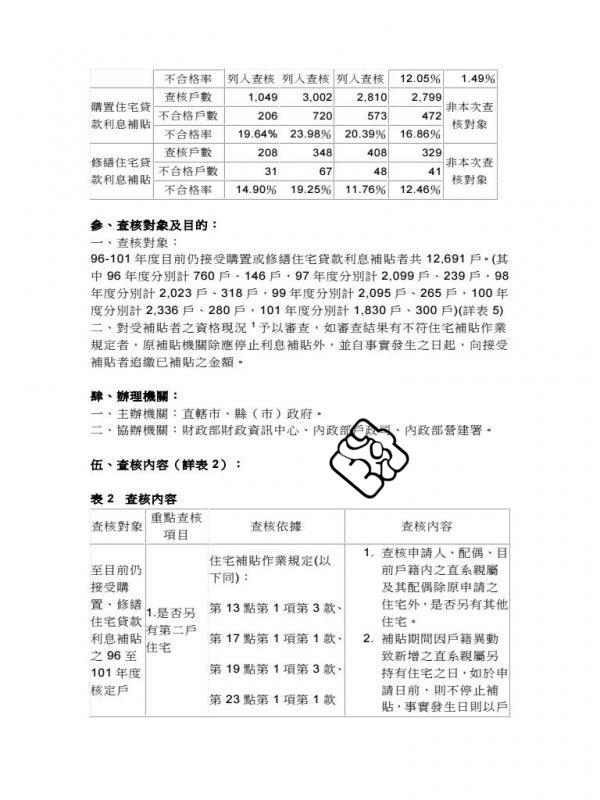 不合格率 列入查核 列入查核 列入查核 12.05% 1.49%
購置住宅貸款利息補貼 查核戶數 1,049 3,002 2,810 2,799 非本次查核對象
不合格戶數 206 720 573 472
不合格率 19.64% 23.98% 20.39% 16.86%
修繕住宅貸款利息補貼 查核戶數 208 348 408 329 非本次查核對象
不合格戶數 31 67 48 41
不合格率 14.90% 19.25% 11.76% 12.46%
參、查核對象及目的：
一、查核對象：
96-101 年度目前仍接受購置或修繕住宅貸款利息補貼者共 12,691 戶。(其
中 96 年度分別計 760 戶、146 戶，97 年度分別計 2,099 戶、239 戶，98
年度分別計 2,023 戶、318 戶，99 年度分別計 2,095 戶、265 戶，100 年
度分別計 2,336 戶、280 戶，101 年度分別計 1,830 戶、300 戶)(詳表 5)
二、對受補貼者之資格現況 1 予以審查，如審查結果有不符住宅補貼作業
規定者，原補貼機關除應停止利息補貼外，並自事實發生之日起，向接受
補貼者追繳已補貼之金額。
肆、辦理機關：
一、主辦機關：直轄市、縣（市）政府。
二、協辦機關：財政部財政資訊中心、內政部戶政司、內政部營建署。
伍、查核內容（詳表 2）：
表 2 查核內容
查核對象 重點查核項目 查核依據 查核內容
至目前仍
接受購
置、修繕
住宅貸款
利息補貼
之 96 至
101 年度
核定戶
1.是否另
有第二戶
住宅
住宅補貼作業規定(以
下同)：
第 13 點第 1 項第 3 款、
第 17 點第 1 項第 1 款、
第 19 點第 1 項第 3 款、
第 23 點第 1 項第 1 款
1. 查核申請人、配偶、目
前戶籍內之直系親屬
及其配偶除原申請之
住宅外，是否另有其他
住宅。
2. 補貼期間因戶籍異動
致新增之直系親屬另
持有住宅之日，如於申
請日前，則不停止補
貼，事實發生日則以戶